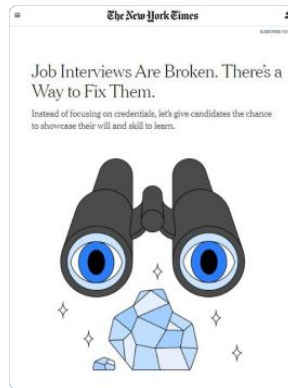 The New York Times
Job Interviews Are Broken. There's a
Way to Fix Them.
Instead of focusing on credentials, let's give candidates the chance
to showcase their will and skill to learn.